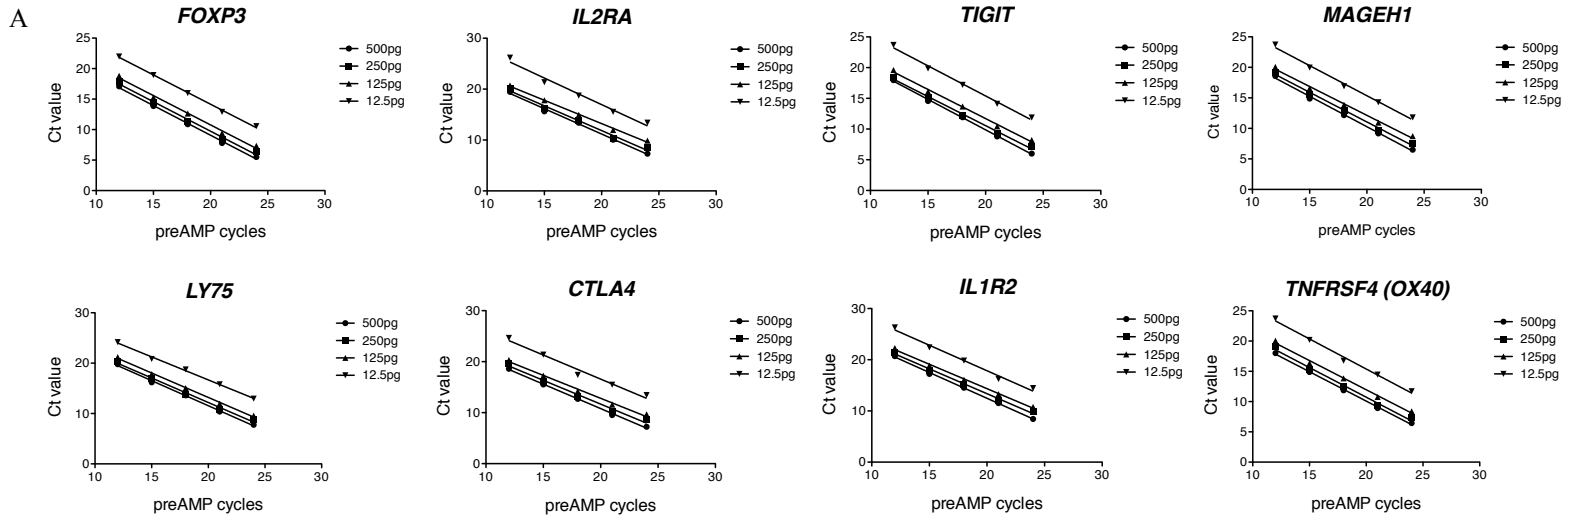 A
FOXP3
25
20
15
10
5
0
10 15 20 25 30
Ct value
preAMP cycles
500pg
250pg
125pg
12.5pg
IL2RA
30
20
10
0
10 15 20 25 30
Ct value
preAMP cycles
500pg
250pg
125pg
12.5pg
TIGIT
25
20
15
10
5
0
10 15 20 25 30
Ct value
preAMP cycles
500pg
250pg
125pg
12.5pg
MAGEH1
25
20
15
10
5
0
10 15 20 25 30
Ct value
preAMP cycles
500pg
250pg
125pg
12.5pg
LY75
30
20
10
0
10 15 20 25 30
Ct value
preAMP cycles
500pg
250pg
125pg
12.5pg
CTLA4
30
20
10
0
10 15 20 25 30
Ct value
preAMP cycles
500pg
250pg
125pg
12.5pg
IL1R2
30
20
10
0
10 15 20 25 30
Ct value
preAMP cycles
500pg
250pg
125pg
12.5pg
TNFRSF4 (OX40)
25
20
15
10
5
0
10 15 20 25 30
Ct value
preAMP cycles
500pg
250pg
125pg
12.5pg